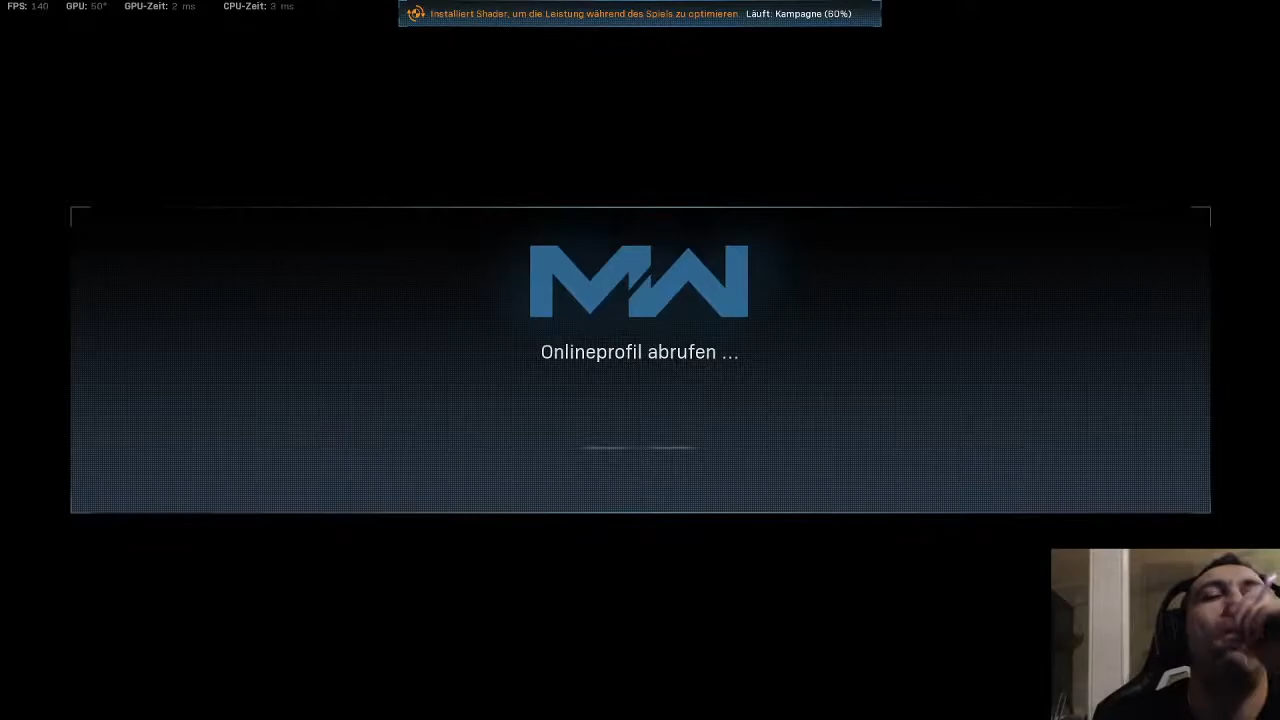 FPS: 140 GPU: 50° GPU-Zeit: 2 ms CPU-Zeit: 3 ms
Installiert Shader, um die Leistung während des Spiels zu optimieren. Läuft: Kampagne (60%)
MW
Onlineprofil abrufen ...